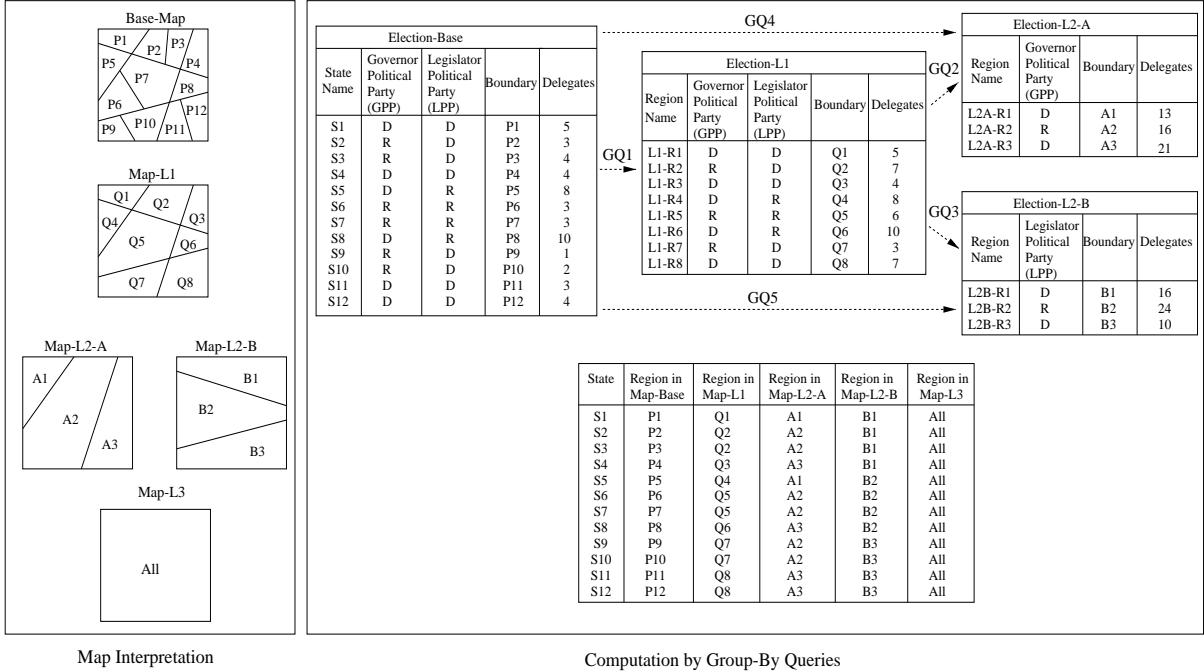 Base-Map
P1
P2
P3
P4
P5
P7
P8
P6
P12
P9
P10
P11
Map-L1
Q1
Q2
Q3
Q4
Q5
Q6
Q7
Q8
Map-L2-A
A1
A2
A3
Map-L2-B
B1
B2
B3
Map-L3
All
Map Interpretation
Election-Base
State Name | Governor Political Party (GPP) | Legislator Political Party (LPP) | Boundary | Delegates
S1 D D P1 5
S2 R D P2 3
S3 R D P3 4
S4 D D P4 4
S5 D R P5 8
S6 R R P6 3
S7 R R P7 3
S8 D R P8 10
S9 R D P9 1
S10 R D P10 2
S11 D D P11 3
S12 D D P12 4
GQ1
GQ4
GQ5
Election-L1
Region Name | Governor Political Party (GPP) | Legislator Political Party (LPP) | Boundary | Delegates
L1-R1 D D Q1 5
L1-R2 R D Q2 7
L1-R3 D D Q3 4
L1-R4 D R Q4 8
L1-R5 R R Q5 6
L1-R6 D R Q6 10
L1-R7 R D Q7 3
L1-R8 D D Q8 7
GQ2
GQ3
Election-L2-A
Region Name | Governor Political Party (GPP) | Boundary | Delegates
L2A-R1 D A1 13
L2A-R2 R A2 16
L2A-R3 D A3 21
Election-L2-B
Region Name | Legislator Political Party (LPP) | Boundary | Delegates
L2B-R1 D B1 16
L2B-R2 R B2 24
L2B-R3 D B3 10
State | Region in Map-Base | Region in Map-L1 | Region in Map-L2-A | Region in Map-L2-B | Region in Map-L3
S1 P1 Q1 A1 B1 All
S2 P2 Q2 A2 B1 All
S3 P3 Q2 A2 B1 All
S4 P4 Q3 A3 B1 All
S5 P5 Q4 A1 B2 All
S6 P6 Q5 A2 B2 All
S7 P7 Q5 A2 B2 All
S8 P8 Q6 A3 B2 All
S9 P9 Q7 A2 B3 All
S10 P10 Q7 A2 B3 All
S11 P11 Q8 A3 B3 All
S12 P12 Q8 A3 B3 All
Computation by Group-By Queries